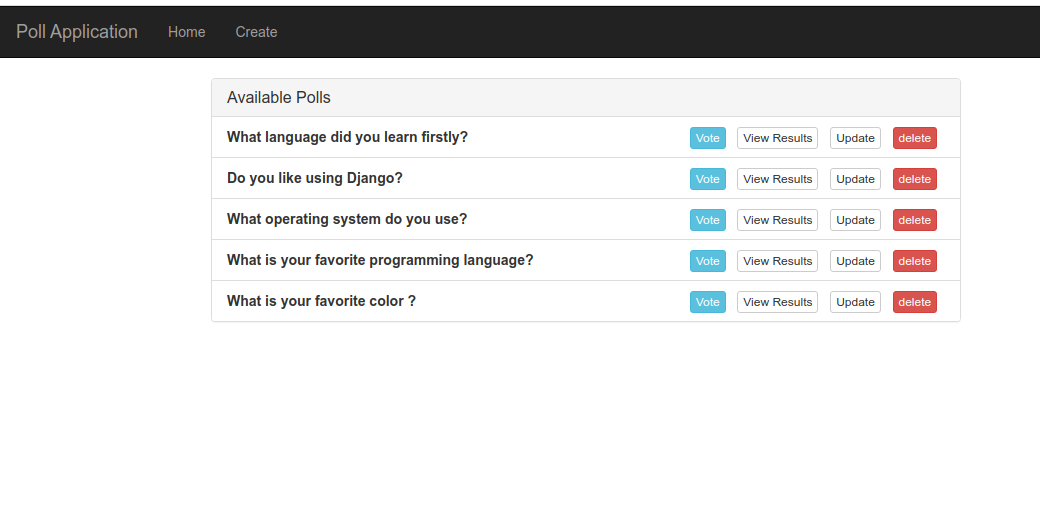 Poll Application Home Create
Available Polls
What language did you learn firstly? Vote View Results Update delete
Do you like using Django? Vote View Results Update delete
What operating system do you use? Vote View Results Update delete
What is your favorite programming language? Vote View Results Update delete
What is your favorite color ? Vote View Results Update delete